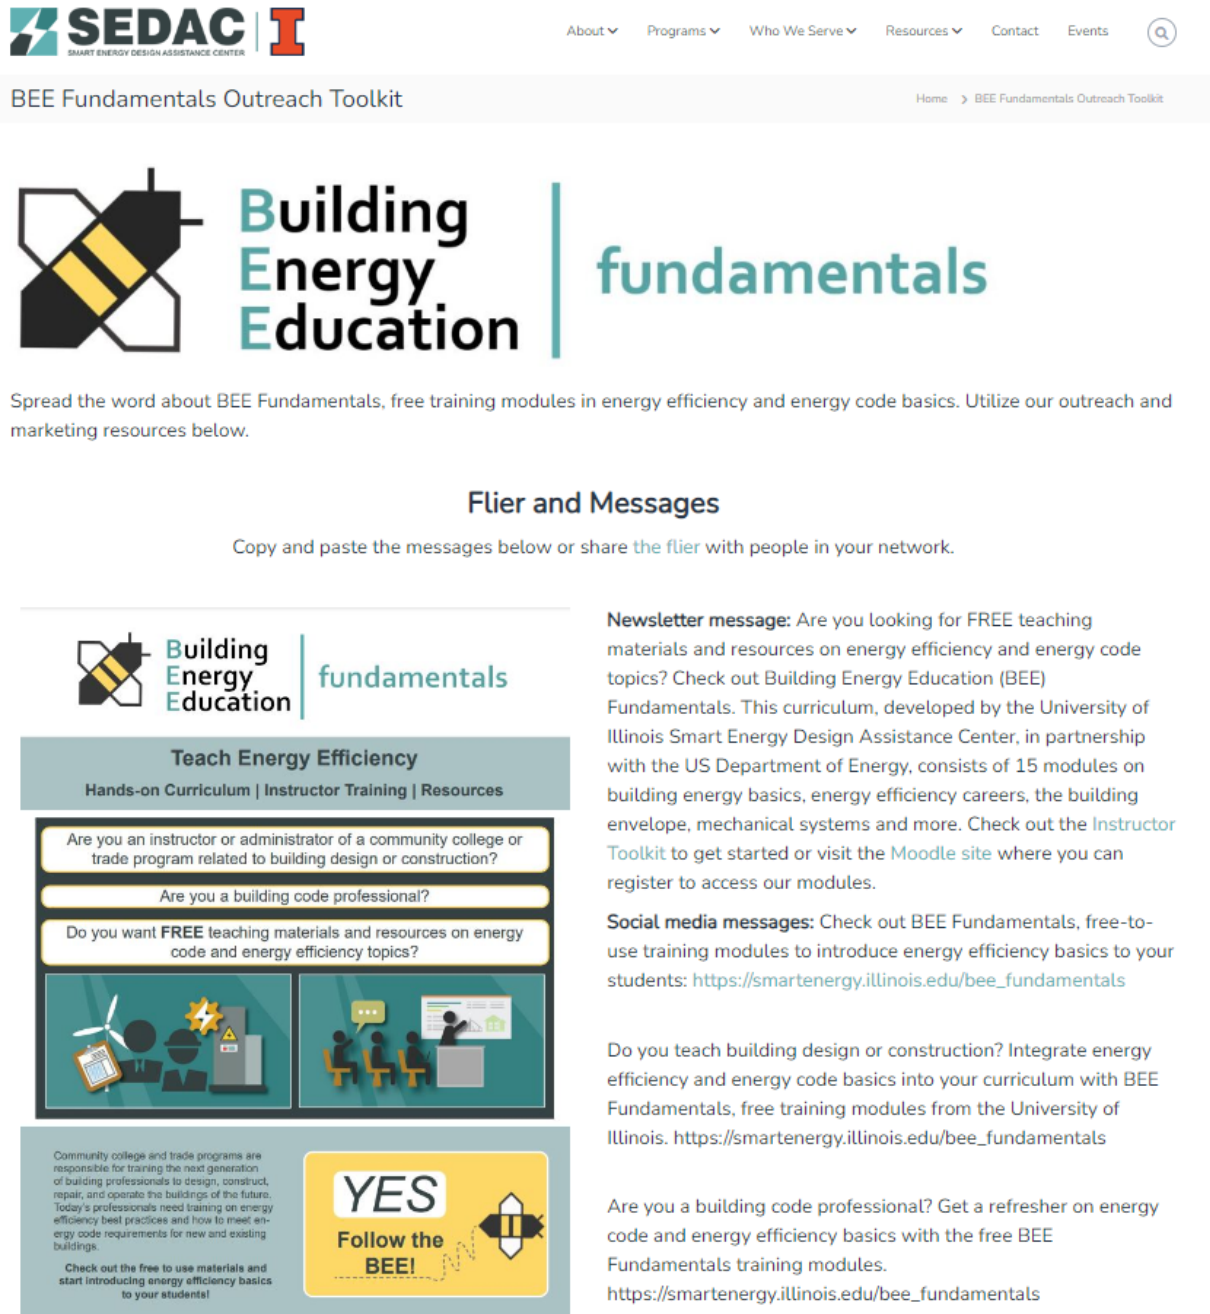 SEDAC
SMART ENERGY DESIGN ASSISTANCE CENTER
I
About
Programs
Who We Serve
Resources
Contact
Events
BEE Fundamentals Outreach Toolkit
Home > BEE Fundamentals Outreach Toolkit
Building
Energy
Education
fundamentals
Spread the word about BEE Fundamentals, free training modules in energy efficiency and energy code basics. Utilize our outreach and
marketing resources below.
Flier and Messages
Copy and paste the messages below or share the flier with people in your network.
Building
Energy
Education
fundamentals
Teach Energy Efficiency
Hands-on Curriculum | Instructor Training | Resources
Are you an instructor or administrator of a community college or
trade program related to building design or construction?
Are you a building code professional?
Do you want FREE teaching materials and resources on energy
code and energy efficiency topics?
Community college and trade programs are
responsible for training the next generation
of building professionals to design, construct,
repair, and operate the buildings of the future.
Today's professionals need training on energy
efficiency best practices and how to meet en-
ergy code requirements for new and existing
buildings.
Check out the free to use materials and
start introducing energy efficiency basics
to your students!
YES
Follow the
BEE!
Newsletter message: Are you looking for FREE teaching
materials and resources on energy efficiency and energy code
topics? Check out Building Energy Education (BEE)
Fundamentals. This curriculum, developed by the University of
Illinois Smart Energy Design Assistance Center, in partnership
with the US Department of Energy, consists of 15 modules on
building energy basics, energy efficiency careers, the building
envelope, mechanical systems and more. Check out the Instructor
Toolkit to get started or visit the Moodle site where you can
register to access our modules.
Social media messages: Check out BEE Fundamentals, free-to-
use training modules to introduce energy efficiency basics to your
students: https://smartenergy.illinois.edu/bee_fundamentals
Do you teach building design or construction? Integrate energy
efficiency and energy code basics into your curriculum with BEE
Fundamentals, free training modules from the University of
Illinois. https://smartenergy.illinois.edu/bee_fundamentals
Are you a building code professional? Get a refresher on energy
code and energy efficiency basics with the free BEE
Fundamentals training modules.
https://smartenergy.illinois.edu/bee_fundamentals